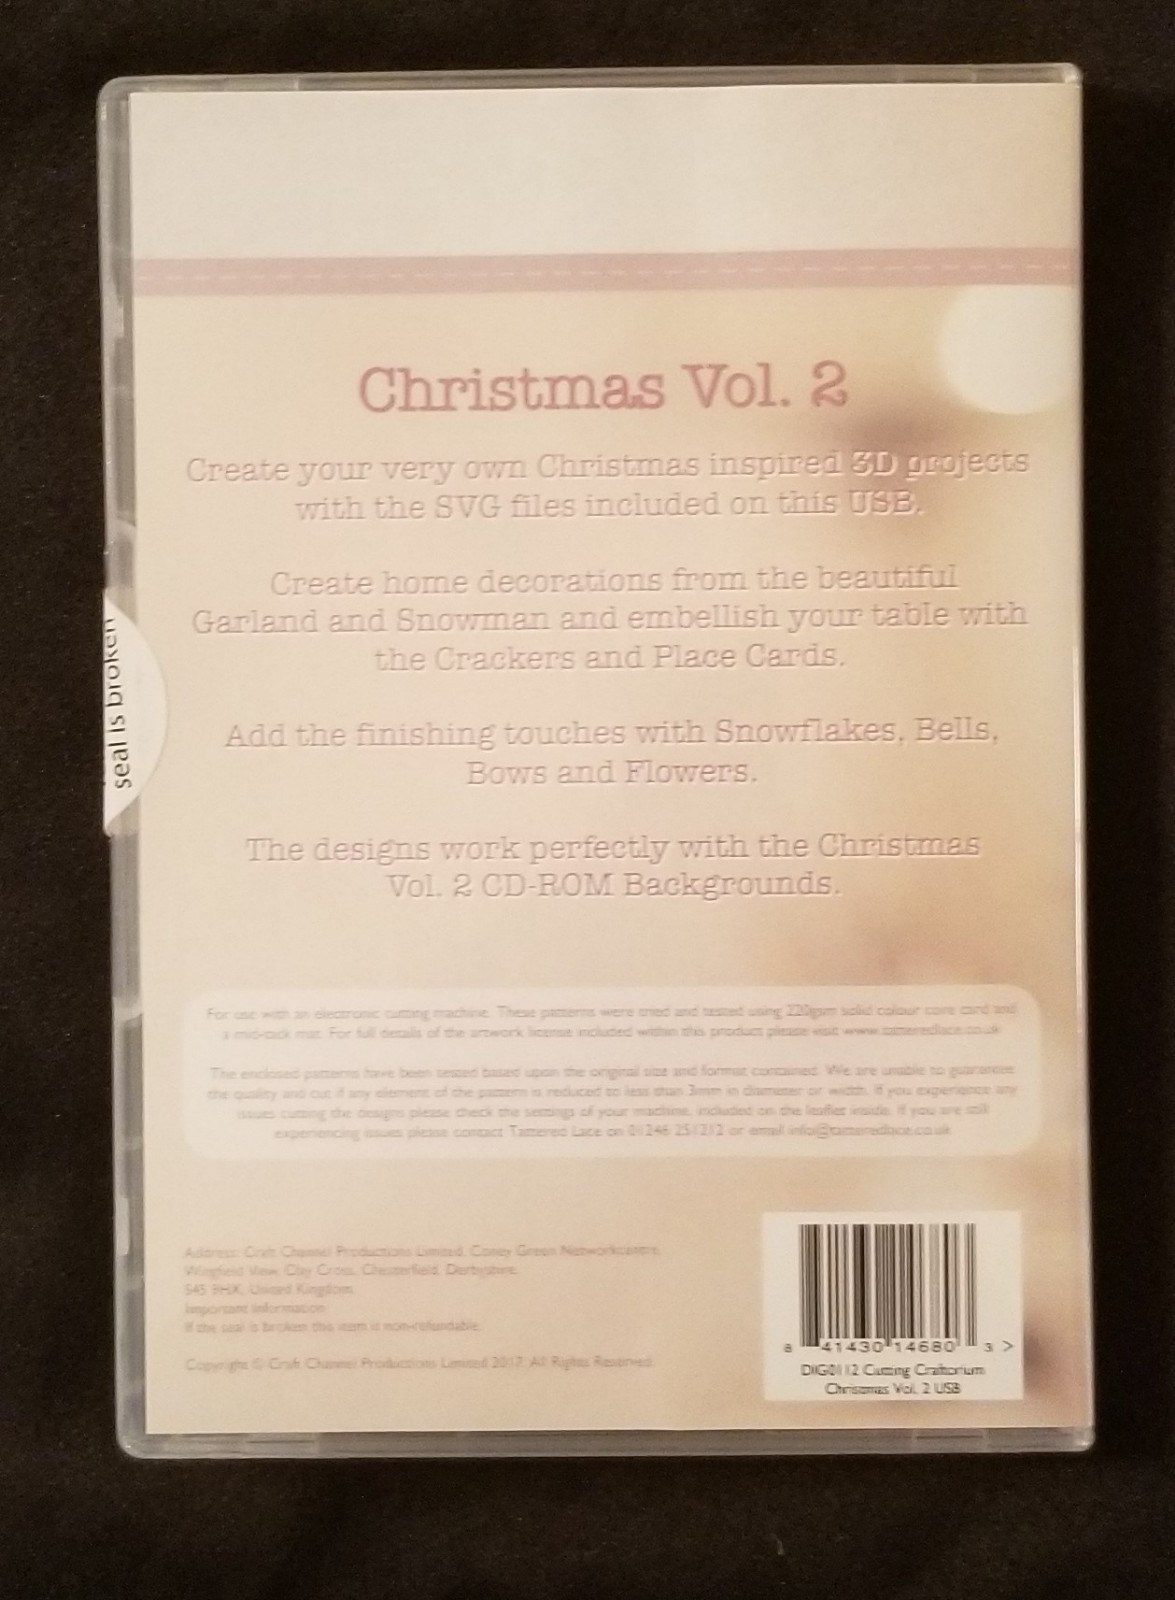 Christmas Vol. 2
Create your very own Christmas inspired 3D projects
with the SVG files included on this USB.
Create home decorations from the beautiful
Garland and Snowman and embellish your table with
the Crackers and Place Cards.
Add the finishing touches with Snowflakes, Bells,
Bows and Flowers.
The designs work perfectly with the Christmas
Vol. 2 CD-ROM Backgrounds.
seal is broken
For use with an electronic cutting machine. These patterns were tried and tested using 220gsm solid colour core card and
a mid-tack mat. For full details of the artwork license included within this product please visit www.tatteredlace.co.uk
The enclosed patterns have been tested based upon the original size and format contained. We are unable to guarantee
the quality and cut if any element of the pattern is reduced to less than 3mm in diameter or width. If you experience any
issues cutting the designs please check the settings of your machine, included on the leaflet inside. If you are still
experiencing issues please contact Tattered Lace on 01246 251212 or email info@tatteredlace.co.uk
Address: Craft Channel Productions Limited, Coney Green Networkcentre,
Wingfield View, Clay Cross, Chesterfield, Derbyshire.
S45 9HX, United Kingdom
Important information
If the seal is broken this item is non-refundable.
Copyright © Craft Channel Productions Limited 2017. All Rights Reserved.
8 41430 14680 3 >
DIG0112 Cutting Craftorium
Christmas Vol. 2 USB